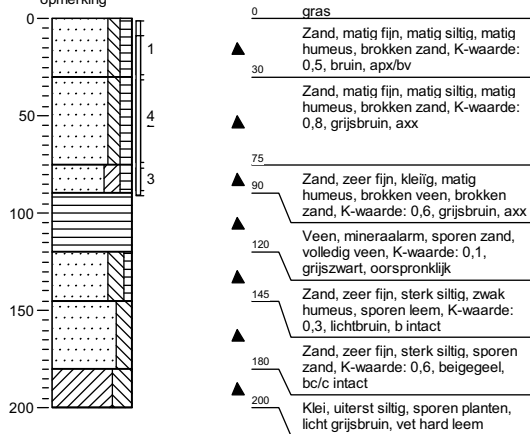 opmerking
0
50
100
150
200
1
4
3
0
gras
Zand, matig fijn, matig siltig, matig
humeus, brokken zand, K-waarde:
0,5, bruin, apx/bv
30
Zand, matig fijn, matig siltig, matig
humeus, brokken zand, K-waarde:
0,8, grijsbruin, axx
75
Zand, zeer fijn, kleiïg, matig
humeus, brokken veen, brokken
zand, K-waarde: 0,6, grijsbruin, axx
90
Veen, mineraalarm, sporen zand,
volledig veen, K-waarde: 0,1,
grijszwart, oorspronklijk
120
Zand, zeer fijn, sterk siltig, zwak
humeus, sporen leem, K-waarde:
0,3, lichtbruin, b intact
145
Zand, zeer fijn, sterk siltig, sporen
zand, K-waarde: 0,6, beigegeel,
bc/c intact
180
Klei, uiterst siltig, sporen planten,
licht grijsbruin, vet hard leem
200